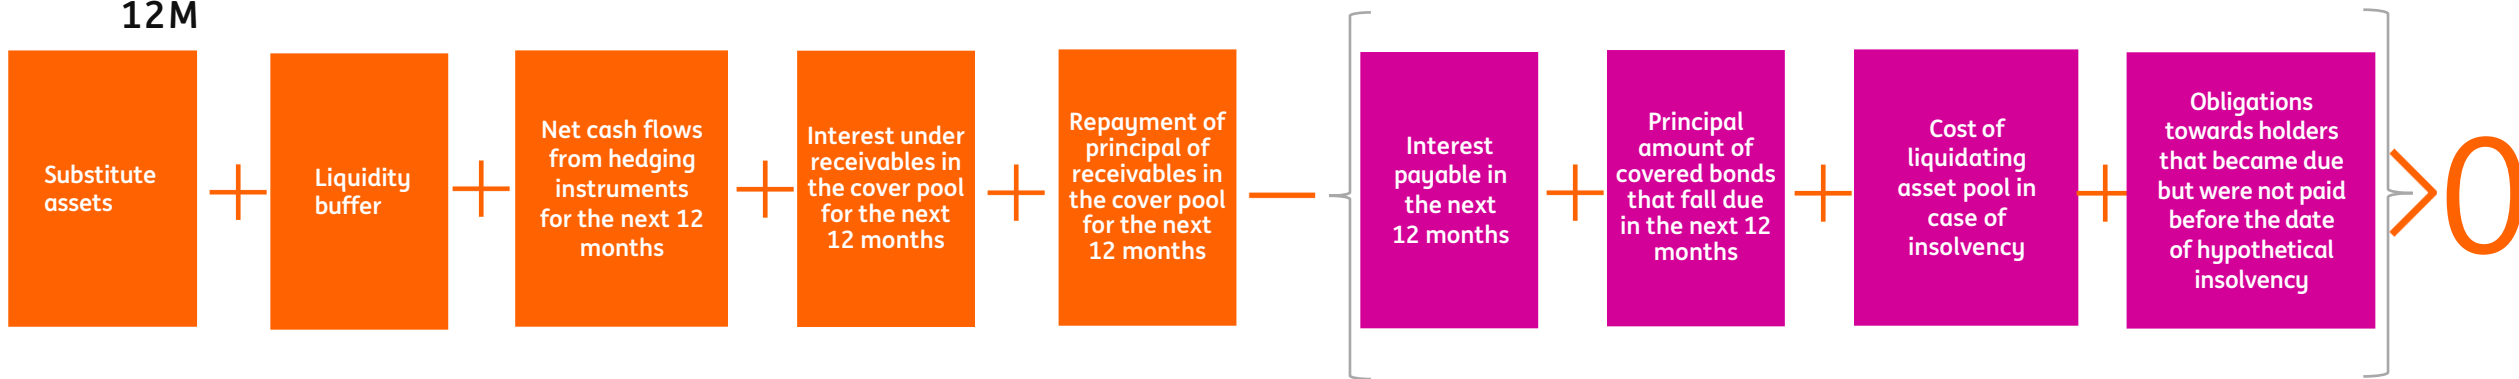 12M
Substitute
assets
+
Liquidity
buffer
+
Net cash flows
from hedging
instruments
for the next 12
months
+
Interest under
receivables in
the cover pool
for the next
12 months
+
Repayment of
principal of
receivables in
the cover pool
for the next
12 months
—
{
Interest
payable in
the next
12 months
+
Principal
amount of
covered bonds
that fall due
in the next 12
months
+
Cost of
liquidating
asset pool in
case of
insolvency
+
Obligations
towards holders
that became due
but were not paid
before the date
of hypothetical
insolvency
}
>0